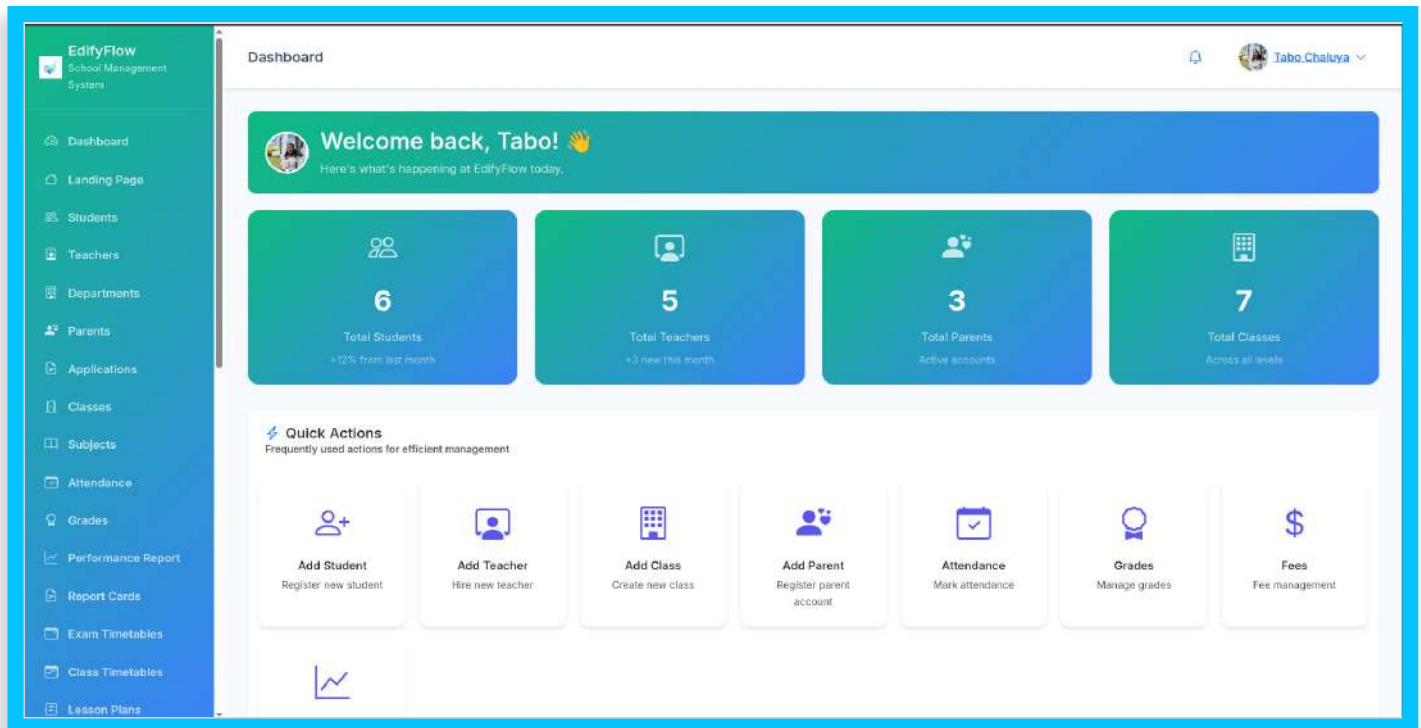 EdifyFlow
School Management
System
Dashboard
Landing Page
Students
Teachers
Departments
Parents
Applications
Classes
Subjects
Attendance
Grades
Performance Report
Report Cards
Exam Timetables
Class Timetables
Lesson Plans
Dashboard
Tabo Chaluya
Welcome back, Tabo! 👋
Here's what's happening at EdifyFlow today.
6
Total Students
+12% from last month
5
Total Teachers
+3 new this month
3
Total Parents
Active accounts
7
Total Classes
Across all levels
Quick Actions
Frequently used actions for efficient management
Add Student
Register new student
Add Teacher
Hire new teacher
Add Class
Create new class
Add Parent
Register parent
account
Attendance
Mark attendance
Grades
Manage grades
$
Fees
Fee management